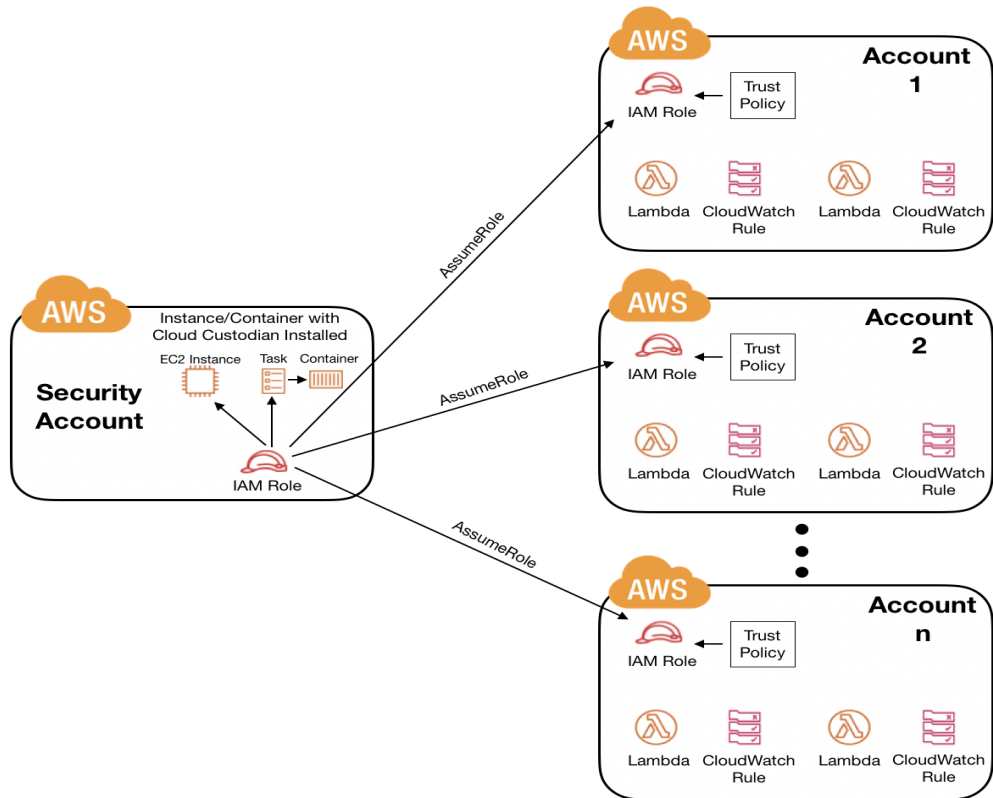 AWS
Security
Account
Instance/Container with
Cloud Custodian Installed
EC2 Instance
Task
Container
IAM Role
AssumeRole
AssumeRole
AssumeRole
AWS
Account
1
IAM Role
Trust
Policy
Lambda
CloudWatch
Rule
Lambda
CloudWatch
Rule
AWS
Account
2
IAM Role
Trust
Policy
Lambda
CloudWatch
Rule
Lambda
CloudWatch
Rule
AWS
Account
n
IAM Role
Trust
Policy
Lambda
CloudWatch
Rule
Lambda
CloudWatch
Rule